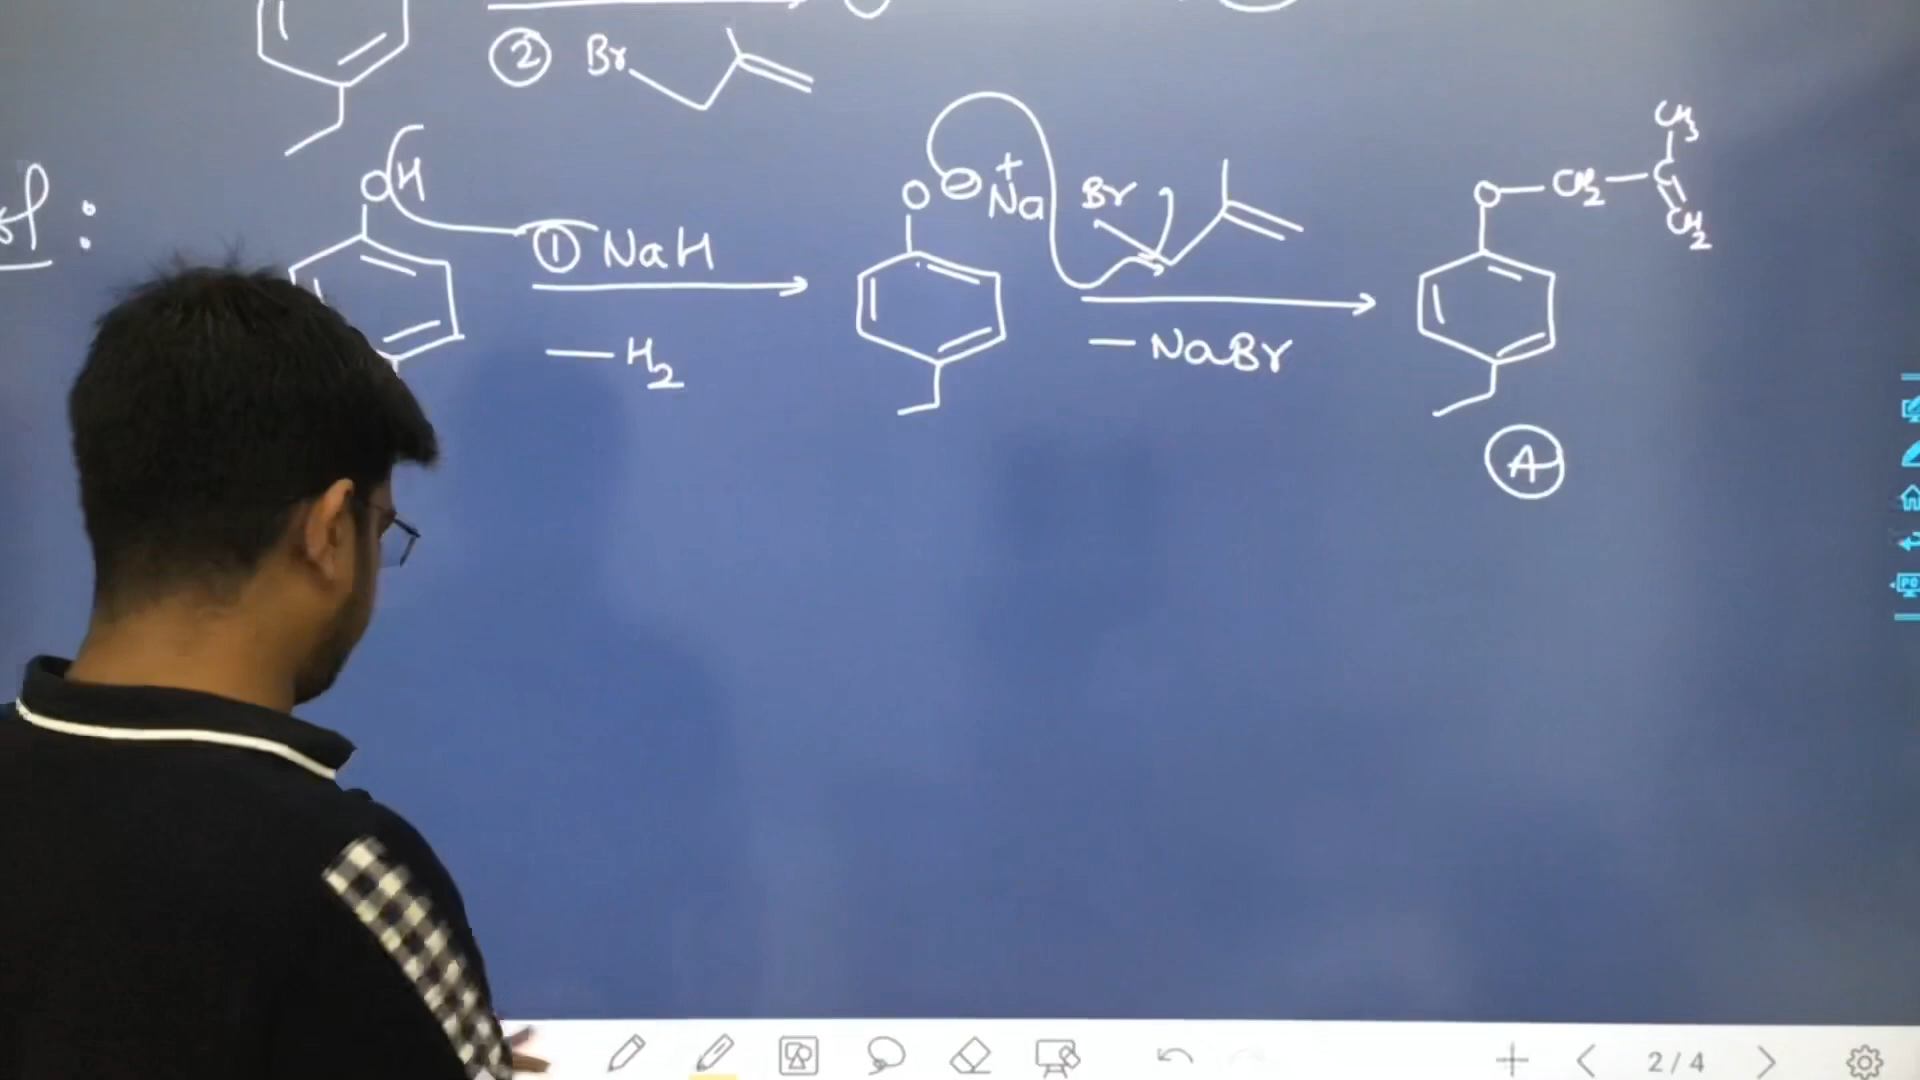 ② Br
OH
① NaH
— H₂
O ⊖ Na⁺
Br
— NaBr
O — CH₂ — C = CH₂
CH₃
Ⓐ
2 / 4